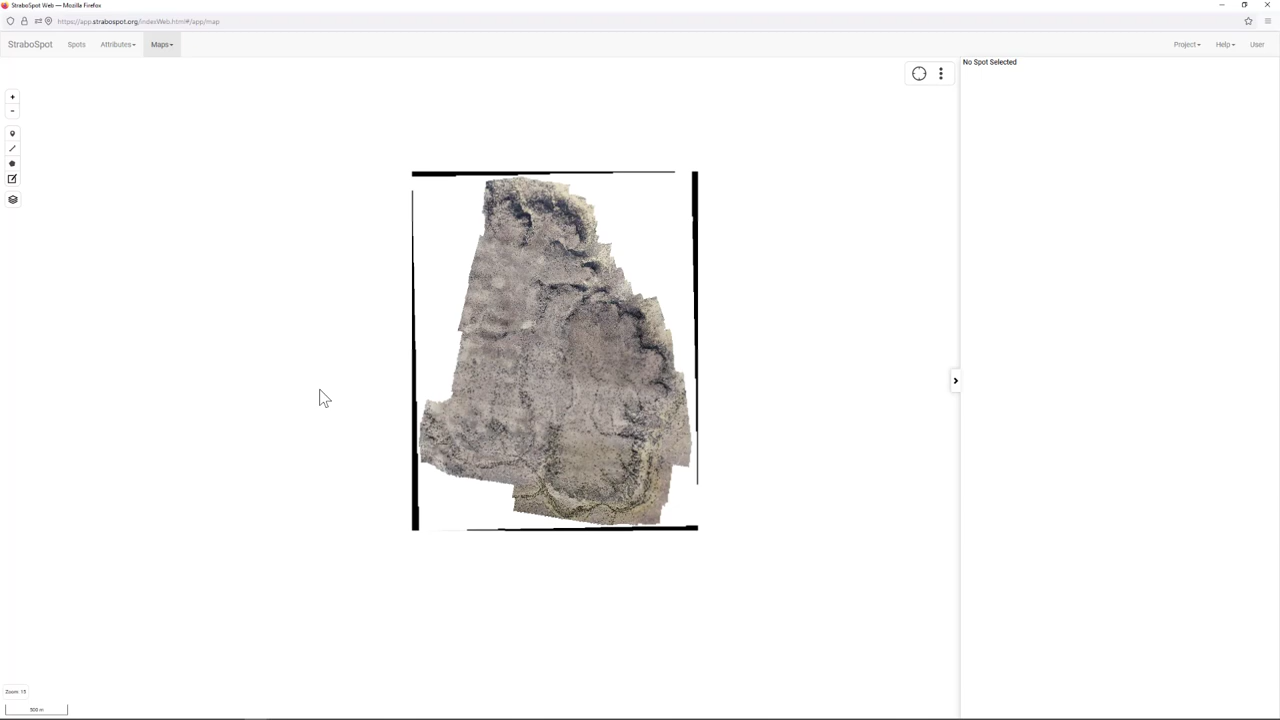 StraboSpot Web — Mozilla Firefox
https://app.strabospot.org/indexWeb.html#/app/map
StraboSpot Spots Attributes Maps Project Help User
No Spot Selected
+
-
Zoom: 15
500 m